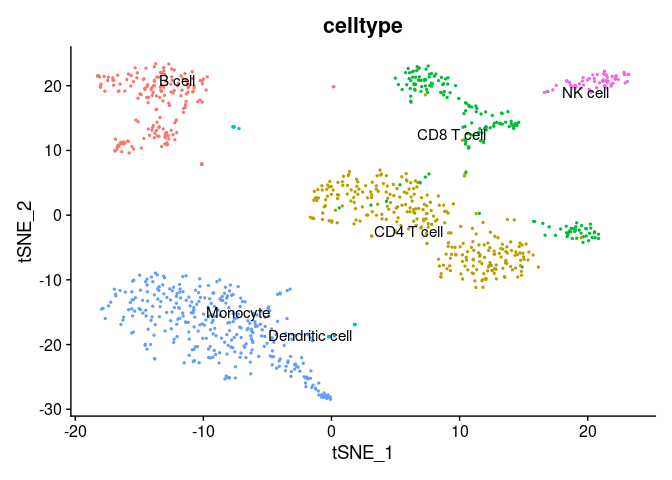 celltype
B cell
NK cell
CD8 T cell
CD4 T cell
Monocyte
Dendritic cell
tSNE_2
20
10
0
-10
-20
-30
-20
-10
0
10
20
tSNE_1